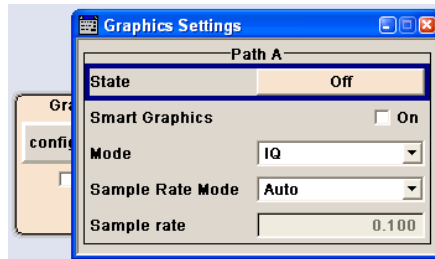 Graphics Settings
Path A
State Off
Smart Graphics On
Mode IQ
Sample Rate Mode Auto
Sample rate 0.100